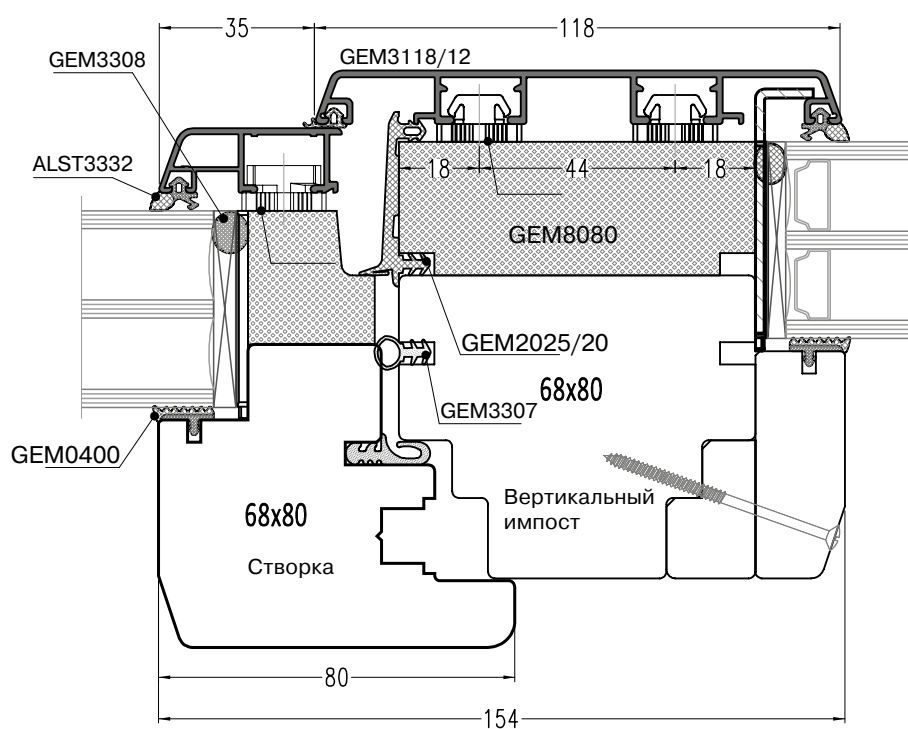 35
118
GEM3308
GEM3118/12
ALST3332
18
44
18
GEM8080
GEM2025/20
68x80
GEM3307
GEM0400
68x80
Вертикальный
импост
Створка
80
154